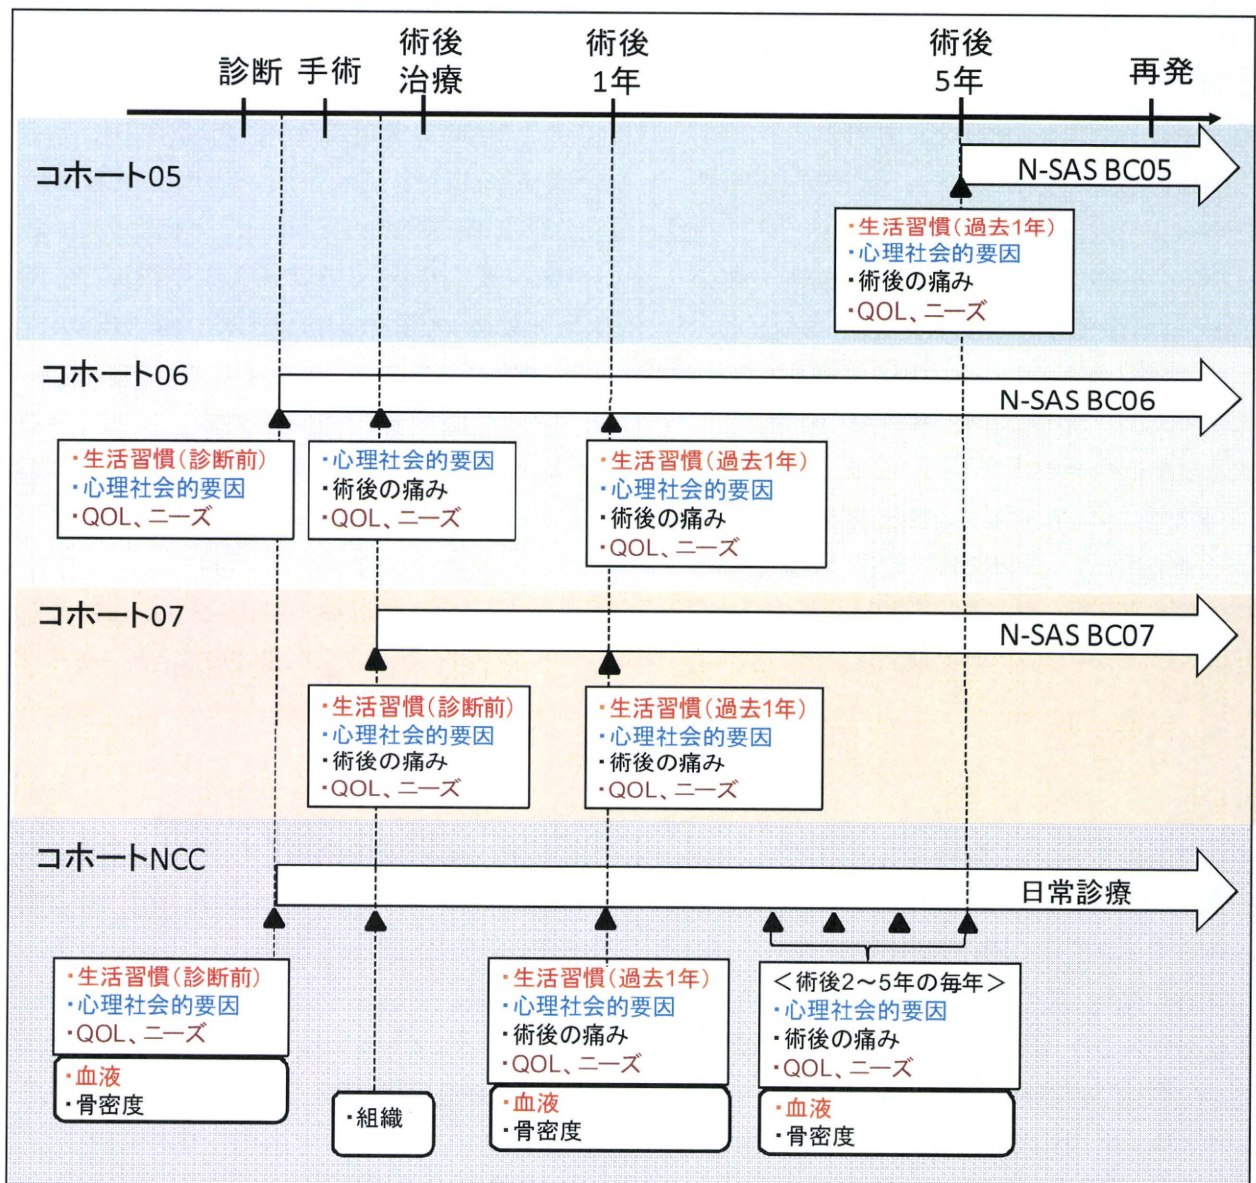 診断
手術
術後
治療
術後
1年
術後
5年
再発
コホート05
N-SAS BC05
・生活習慣(過去1年)
・心理社会的要因
・術後の痛み
・QOL、ニーズ
コホート06
N-SAS BC06
・生活習慣(診断前)
・心理社会的要因
・QOL、ニーズ
・心理社会的要因
・術後の痛み
・QOL、ニーズ
・生活習慣(過去1年)
・心理社会的要因
・術後の痛み
・QOL、ニーズ
コホート07
N-SAS BC07
・生活習慣(診断前)
・心理社会的要因
・術後の痛み
・QOL、ニーズ
・生活習慣(過去1年)
・心理社会的要因
・術後の痛み
・QOL、ニーズ
コホートNCC
日常診療
・生活習慣(診断前)
・心理社会的要因
・QOL、ニーズ
・血液
・骨密度
・組織
・生活習慣(過去1年)
・心理社会的要因
・術後の痛み
・QOL、ニーズ
・血液
・骨密度
<術後2~5年の毎年>
・心理社会的要因
・術後の痛み
・QOL、ニーズ
・血液
・骨密度